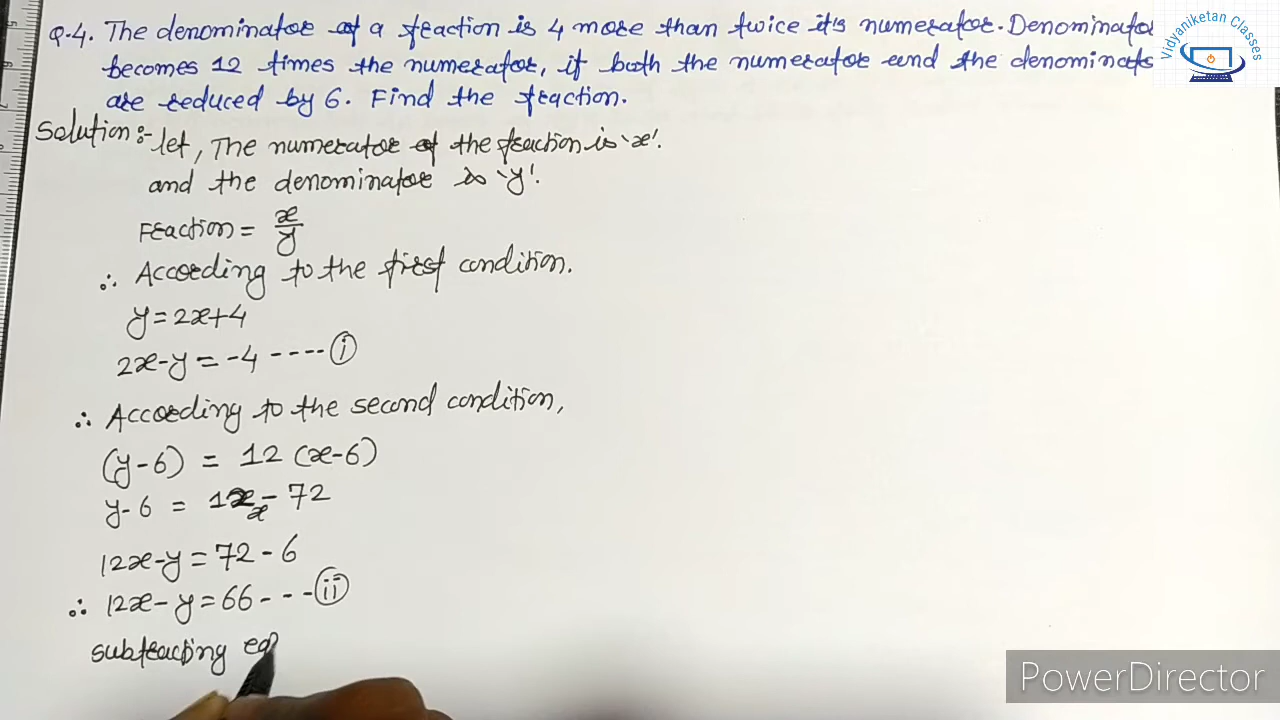 Q.4. The denominator of a fraction is 4 more than twice it's numerator. Denominator
becomes 12 times the numerator, if both the numerator and the denominato
are reduced by 6. Find the fraction.
Solution:- let, The numerator of the fraction is 'x'.
and the denominator is 'y'.
Fraction = x/y
∴ According to the first condition.
y = 2x+4
2x-y = -4 ---- (i)
∴ According to the second condition,
(y-6) = 12 (x-6)
y-6 = 12x - 72
12x-y = 72 - 6
∴ 12x - y = 66 - - - (ii)
subtracting eq
Vidyaniketan Classes
PowerDirector